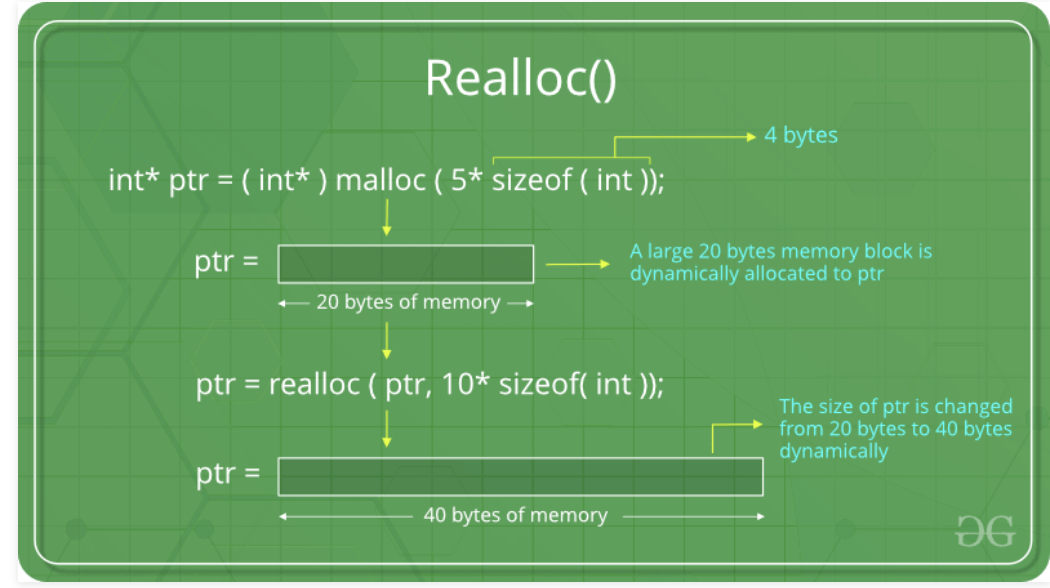 Realloc()
4 bytes
int* ptr = ( int* ) malloc ( 5* sizeof ( int ));
ptr =
A large 20 bytes memory block is
dynamically allocated to ptr
20 bytes of memory
ptr = realloc ( ptr, 10* sizeof( int ));
The size of ptr is changed
from 20 bytes to 40 bytes
dynamically
ptr =
40 bytes of memory